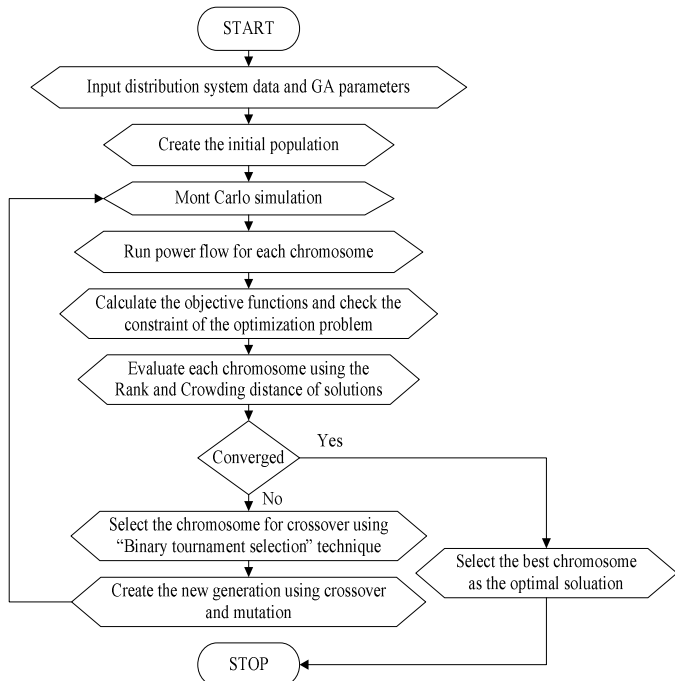 START
Input distribution system data and GA parameters
Create the initial population
Mont Carlo simulation
Run power flow for each chromosome
Calculate the objective functions and check the
constraint of the optimization problem
Evaluate each chromosome using the
Rank and Crowding distance of solutions
Converged
Yes
No
Select the chromosome for crossover using
“Binary tournament selection” technique
Create the new generation using crossover
and mutation
Select the best chromosome
as the optimal soluation
STOP